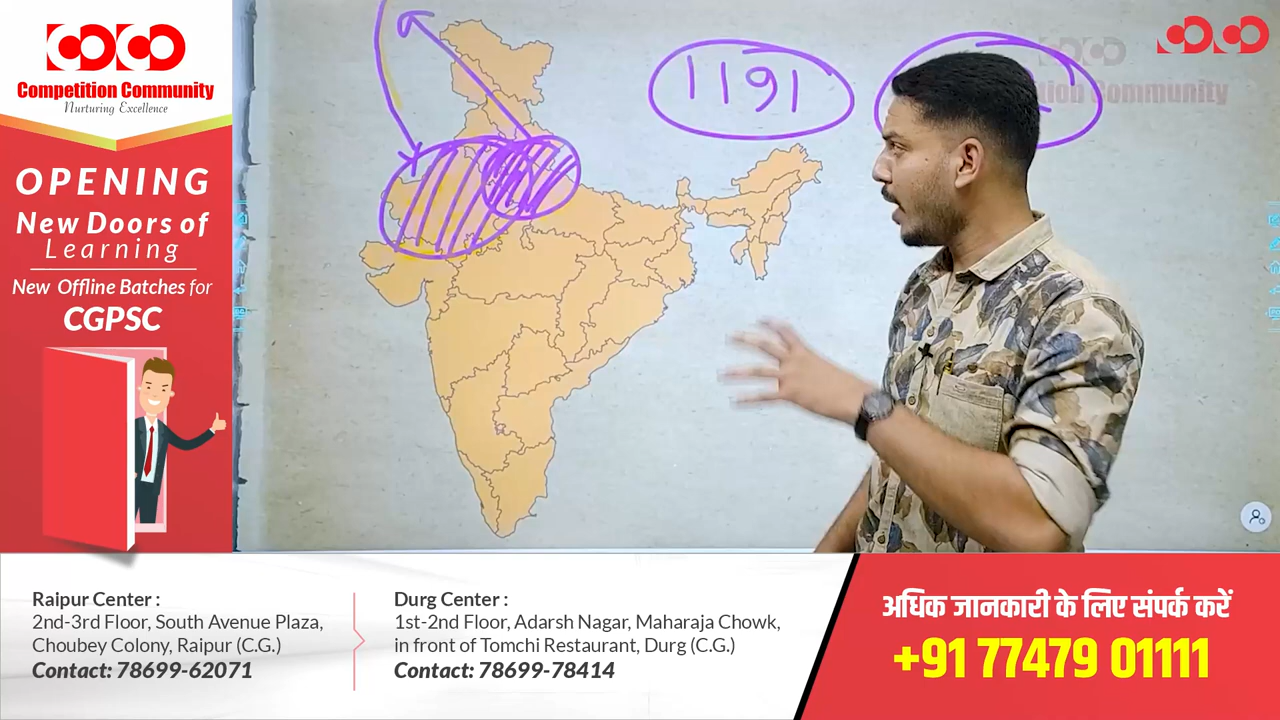 Competition Community
Nurturing Excellence
OPENING
New Doors of
Learning
New Offline Batches for
CGPSC
1191
Community
Raipur Center :
2nd-3rd Floor, South Avenue Plaza,
Choubey Colony, Raipur (C.G.)
Contact: 78699-62071
Durg Center :
1st-2nd Floor, Adarsh Nagar, Maharaja Chowk,
in front of Tomchi Restaurant, Durg (C.G.)
Contact: 78699-78414
अधिक जानकारी के लिए संपर्क करें
+91 77479 01111